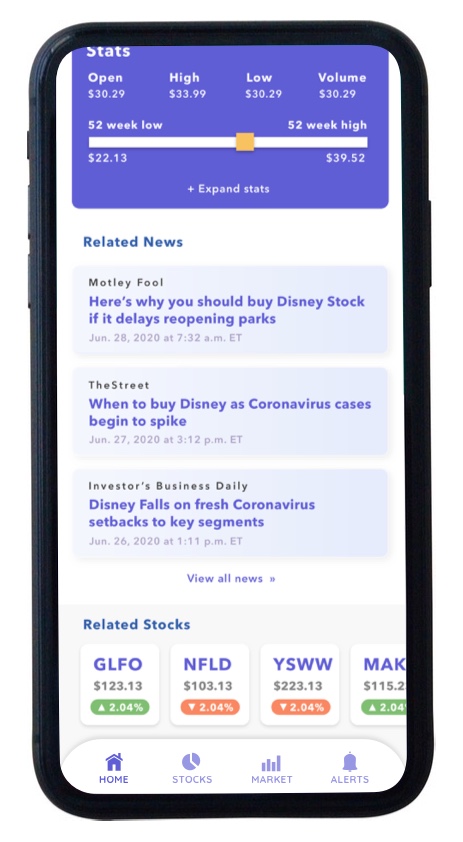 Stats
Open High Low Volume
$30.29 $33.99 $30.29 $30.29
52 week low 52 week high
$22.13 $39.52
+ Expand stats
Related News
Motley Fool
Here's why you should buy Disney Stock
if it delays reopening parks
Jun. 28, 2020 at 7:32 a.m. ET
TheStreet
When to buy Disney as Coronavirus cases
begin to spike
Jun. 27, 2020 at 3:12 p.m. ET
Investor's Business Daily
Disney Falls on fresh Coronavirus
setbacks to key segments
Jun. 26, 2020 at 1:11 p.m. ET
View all news »
Related Stocks
GLFO NFLD YSWW MAK
$123.13 $103.13 $223.13 $115.2
▲ 2.04% ▼ 2.04% ▼ 2.04% ▲ 2.04
HOME STOCKS MARKET ALERTS